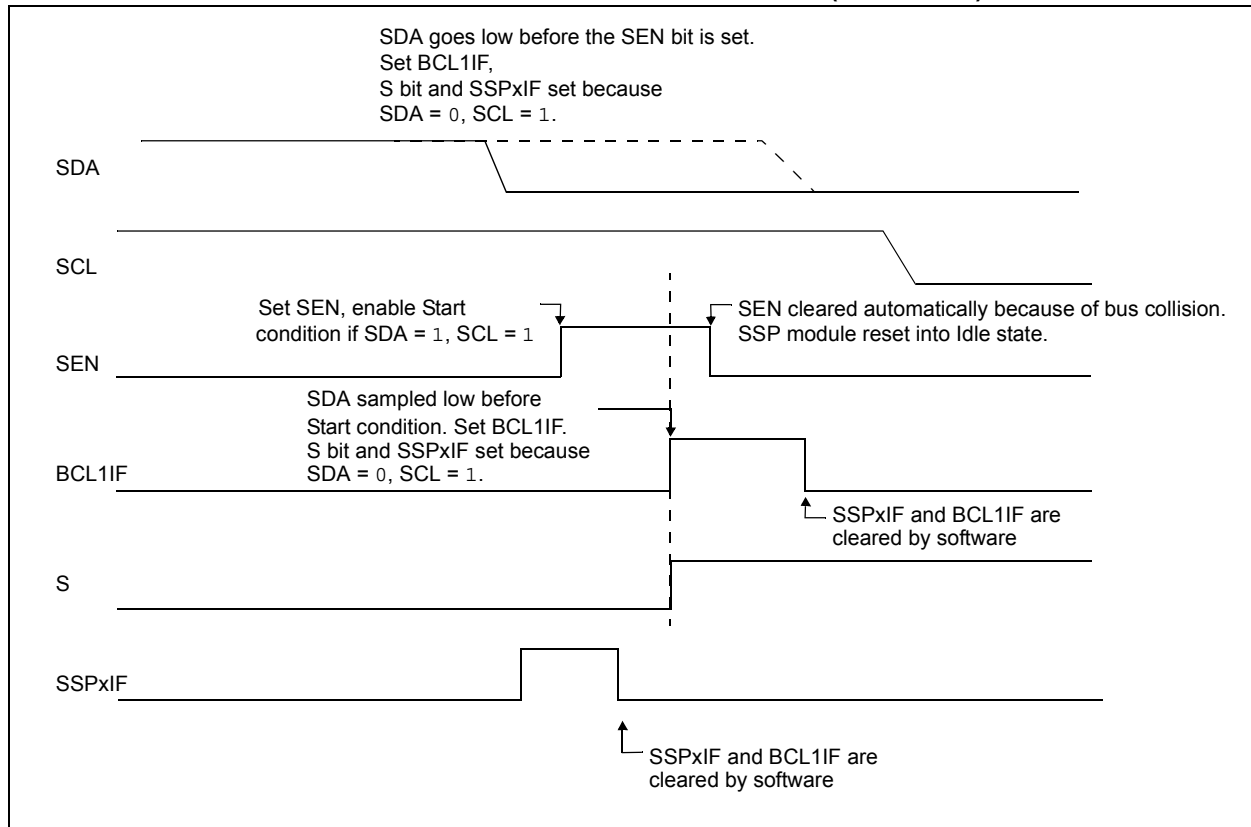 SDA goes low before the SEN bit is set.
Set BCL1IF,
S bit and SSPxIF set because
SDA = 0, SCL = 1.
SDA
SCL
Set SEN, enable Start
condition if SDA = 1, SCL = 1
SEN cleared automatically because of bus collision.
SSP module reset into Idle state.
SEN
SDA sampled low before
Start condition. Set BCL1IF.
S bit and SSPxIF set because
SDA = 0, SCL = 1.
BCL1IF
SSPxIF and BCL1IF are
cleared by software
S
SSPxIF
SSPxIF and BCL1IF are
cleared by software